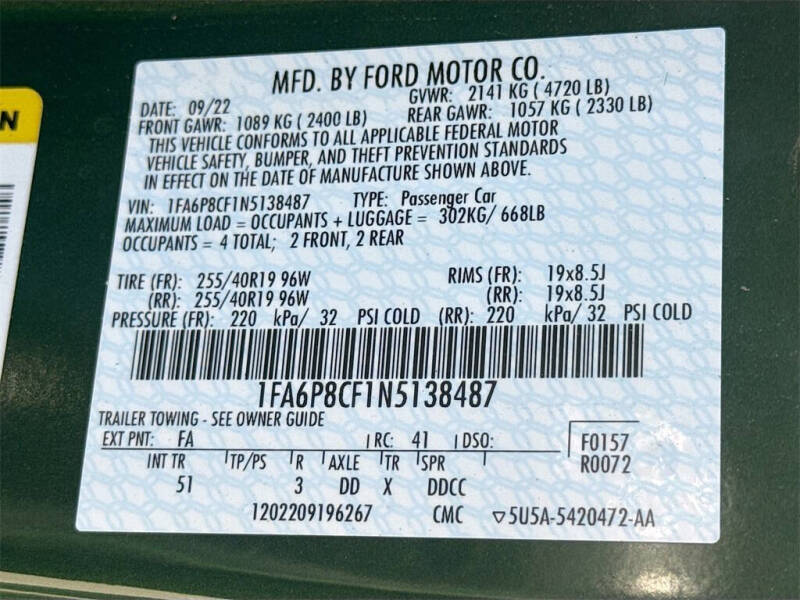 MFD. BY FORD MOTOR CO.
DATE: 09/22 GVWR: 2141 KG ( 4720 LB)
FRONT GAWR: 1089 KG ( 2400 LB) REAR GAWR: 1057 KG ( 2330 LB)
THIS VEHICLE CONFORMS TO ALL APPLICABLE FEDERAL MOTOR
VEHICLE SAFETY, BUMPER, AND THEFT PREVENTION STANDARDS
IN EFFECT ON THE DATE OF MANUFACTURE SHOWN ABOVE.
VIN: 1FA6P8CF1N5138487 TYPE: Passenger Car
MAXIMUM LOAD = OCCUPANTS + LUGGAGE = 302KG/ 668LB
OCCUPANTS = 4 TOTAL; 2 FRONT, 2 REAR
TIRE (FR): 255/40R19 96W RIMS (FR): 19x8.5J
(RR): 255/40R19 96W (RR): 19x8.5J
PRESSURE (FR): 220 kPa/ 32 PSI COLD (RR): 220 kPa/ 32 PSI COLD
1FA6P8CF1N5138487
TRAILER TOWING - SEE OWNER GUIDE
EXT PNT: FA RC: 41 DSO: F0157
R0072
INT TR TP/PS R AXLE TR SPR
51 3 DD X DDCC
1202209196267 CMC ▽5U5A-5420472-AA